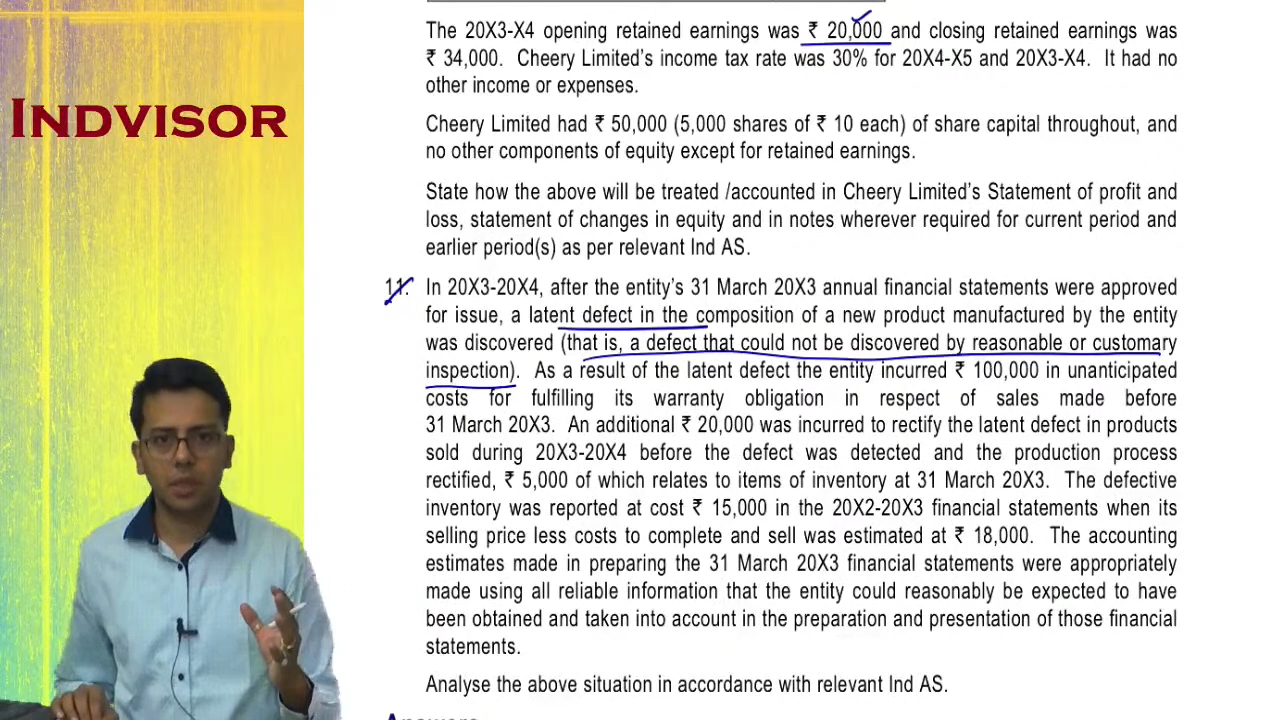 The 20X3-X4 opening retained earnings was ₹ 20,000 and closing retained earnings was
₹ 34,000. Cheery Limited's income tax rate was 30% for 20X4-X5 and 20X3-X4. It had no
other income or expenses.
INDVISOR
Cheery Limited had ₹ 50,000 (5,000 shares of ₹ 10 each) of share capital throughout, and
no other components of equity except for retained earnings.
State how the above will be treated /accounted in Cheery Limited's Statement of profit and
loss, statement of changes in equity and in notes wherever required for current period and
earlier period(s) as per relevant Ind AS.
11. In 20X3-20X4, after the entity's 31 March 20X3 annual financial statements were approved
for issue, a latent defect in the composition of a new product manufactured by the entity
was discovered (that is, a defect that could not be discovered by reasonable or customary
inspection). As a result of the latent defect the entity incurred ₹ 100,000 in unanticipated
costs for fulfilling its warranty obligation in respect of sales made before
31 March 20X3. An additional ₹ 20,000 was incurred to rectify the latent defect in products
sold during 20X3-20X4 before the defect was detected and the production process
rectified, ₹ 5,000 of which relates to items of inventory at 31 March 20X3. The defective
inventory was reported at cost ₹ 15,000 in the 20X2-20X3 financial statements when its
selling price less costs to complete and sell was estimated at ₹ 18,000. The accounting
estimates made in preparing the 31 March 20X3 financial statements were appropriately
made using all reliable information that the entity could reasonably be expected to have
been obtained and taken into account in the preparation and presentation of those financial
statements.
Analyse the above situation in accordance with relevant Ind AS.
Answers